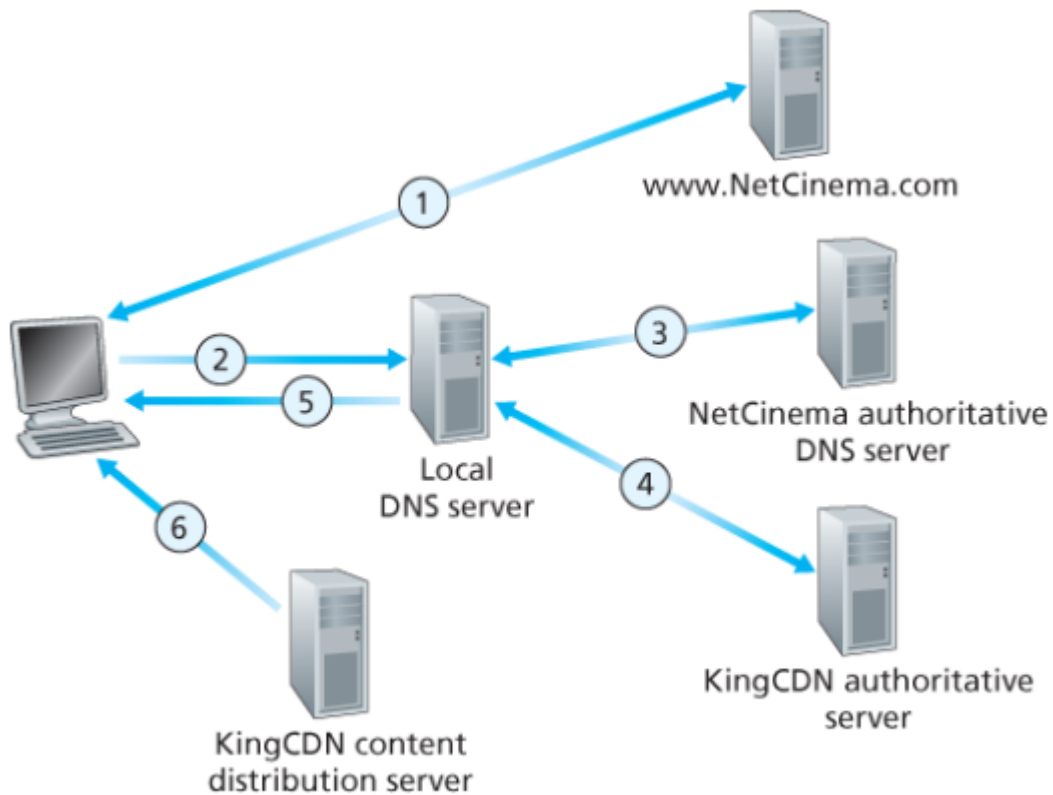 www.NetCinema.com
1
2
3
NetCinema authoritative
DNS server
5
Local
DNS server
4
6
KingCDN authoritative
server
KingCDN content
distribution server